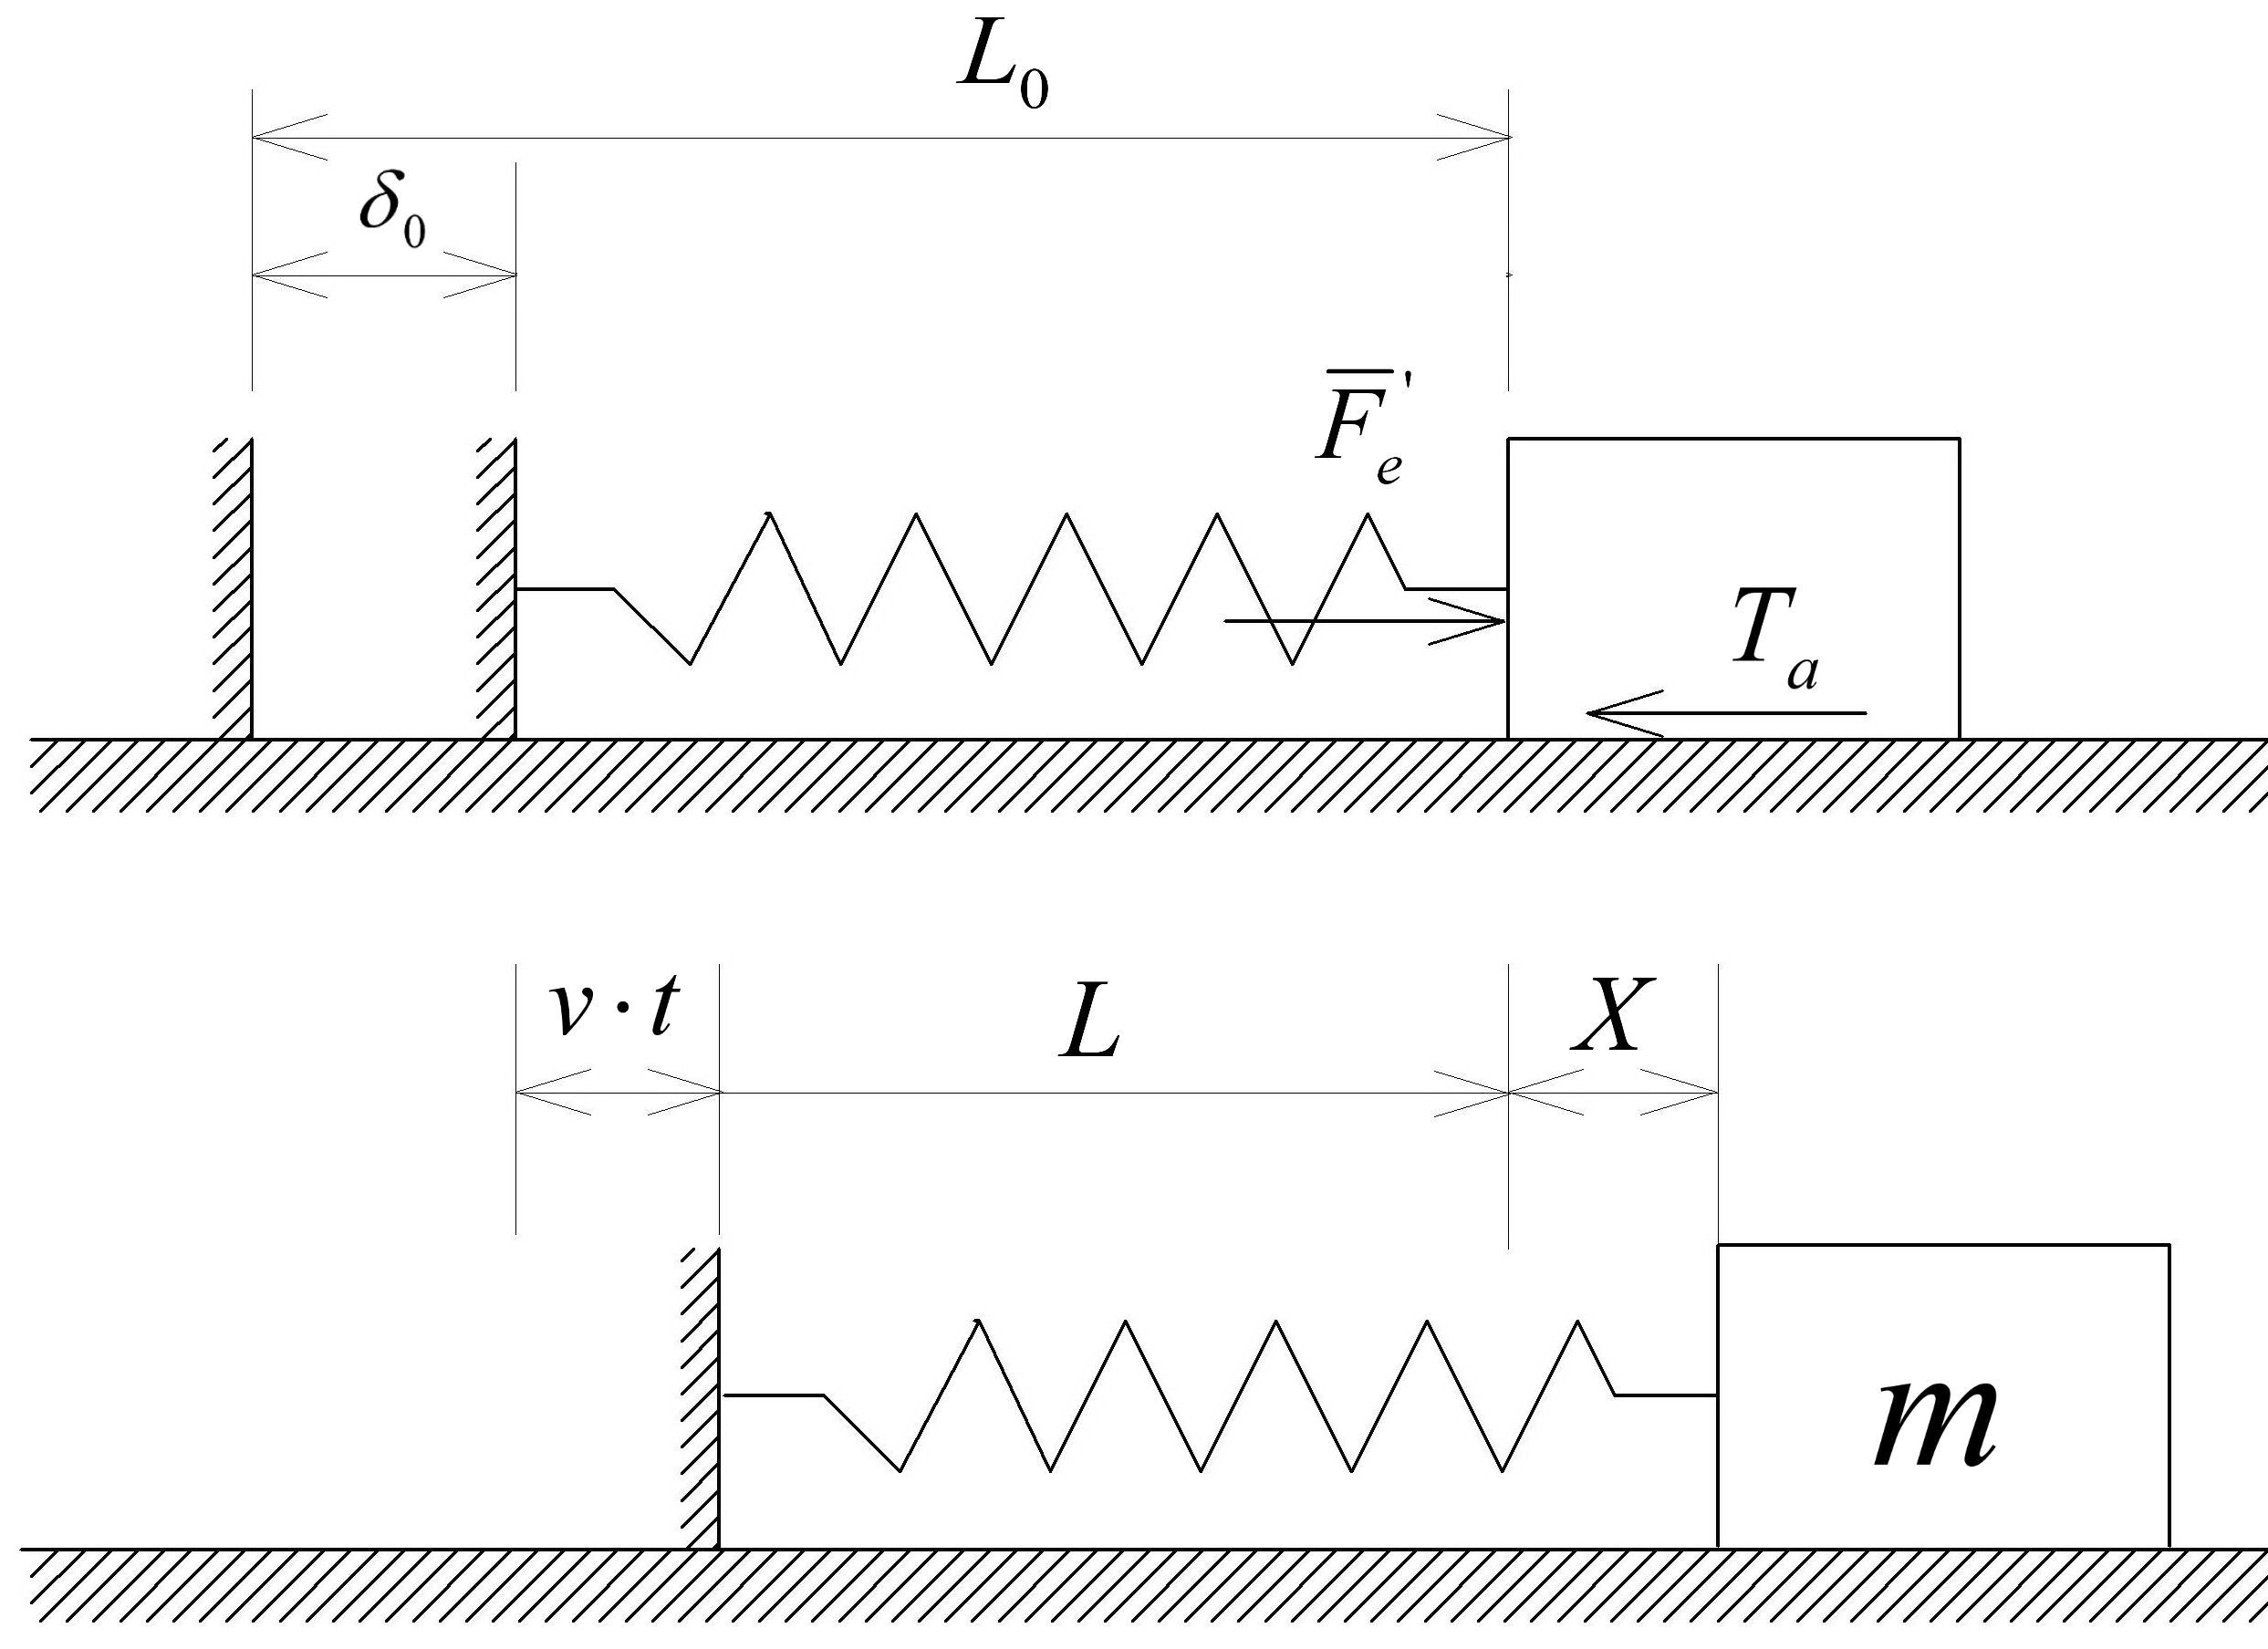 L₀
δ₀
F̅ₑ'
Tₐ
v·t L X
m